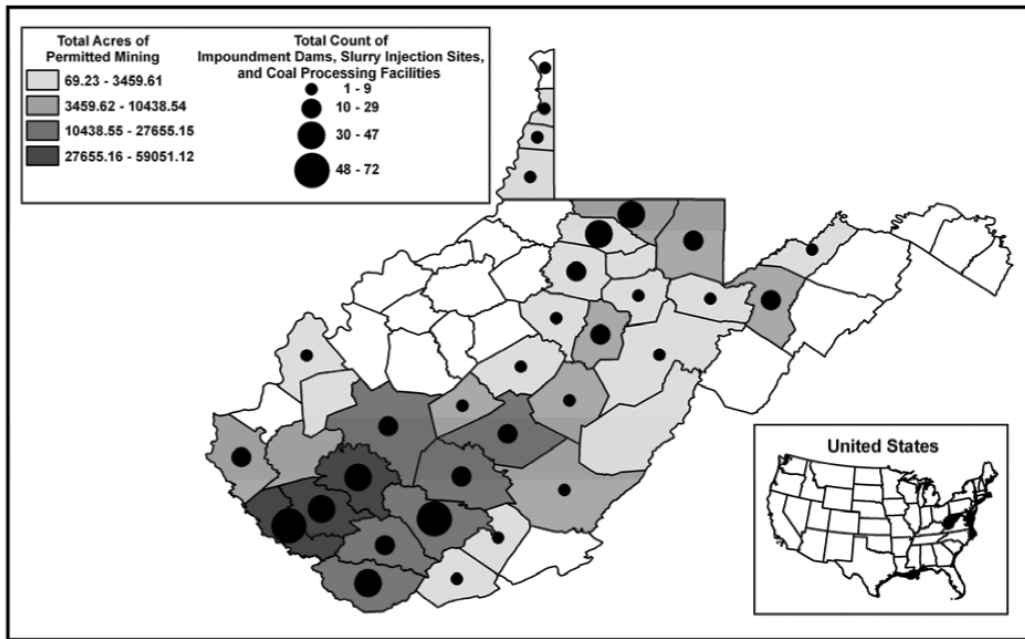 Total Acres of
Permitted Mining
69.23 - 3459.61
3459.62 - 10438.54
10438.55 - 27655.15
27655.16 - 59051.12
Total Count of
Impoundment Dams, Slurry Injection Sites,
and Coal Processing Facilities
1 - 9
10 - 29
30 - 47
48 - 72
United States